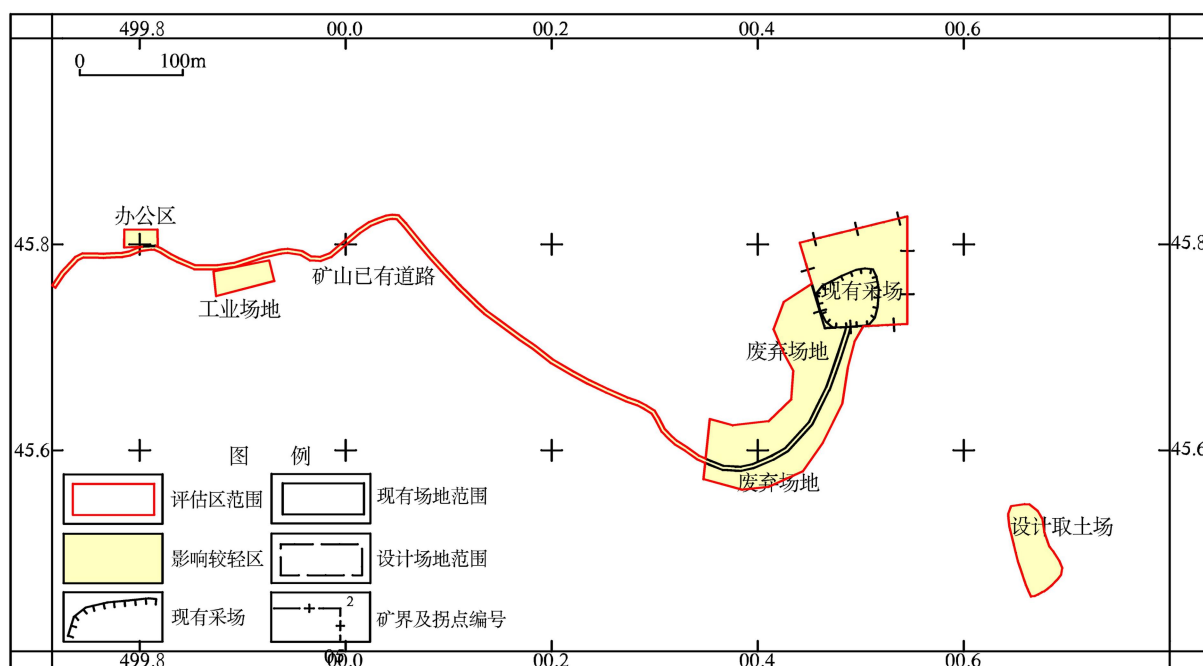 499.8 00.0 00.2 00.4 00.6
0 100m
办公区
45.8 45.8
矿山已有道路
现有采场
工业场地
废弃场地
45.6 45.6
图 例
废弃场地
评估区范围 现有场地范围
设计取土场
影响较轻区 设计场地范围
2
现有采场 矿界及拐点编号
499.8 00.0 00.2 00.4 00.6